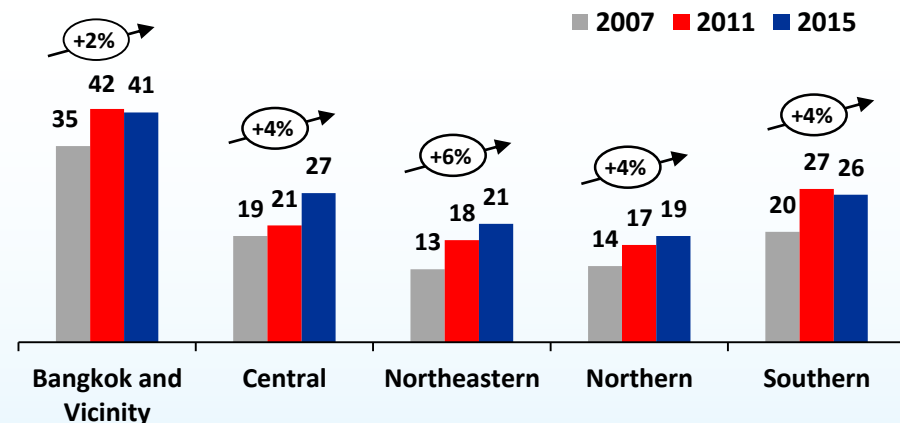 2007 2011 2015
+2%
35 42 41
+4%
19 21 27
+6%
13 18 21
+4%
14 17 19
+4%
20 27 26
Bangkok and
Vicinity
Central
Northeastern
Northern
Southern